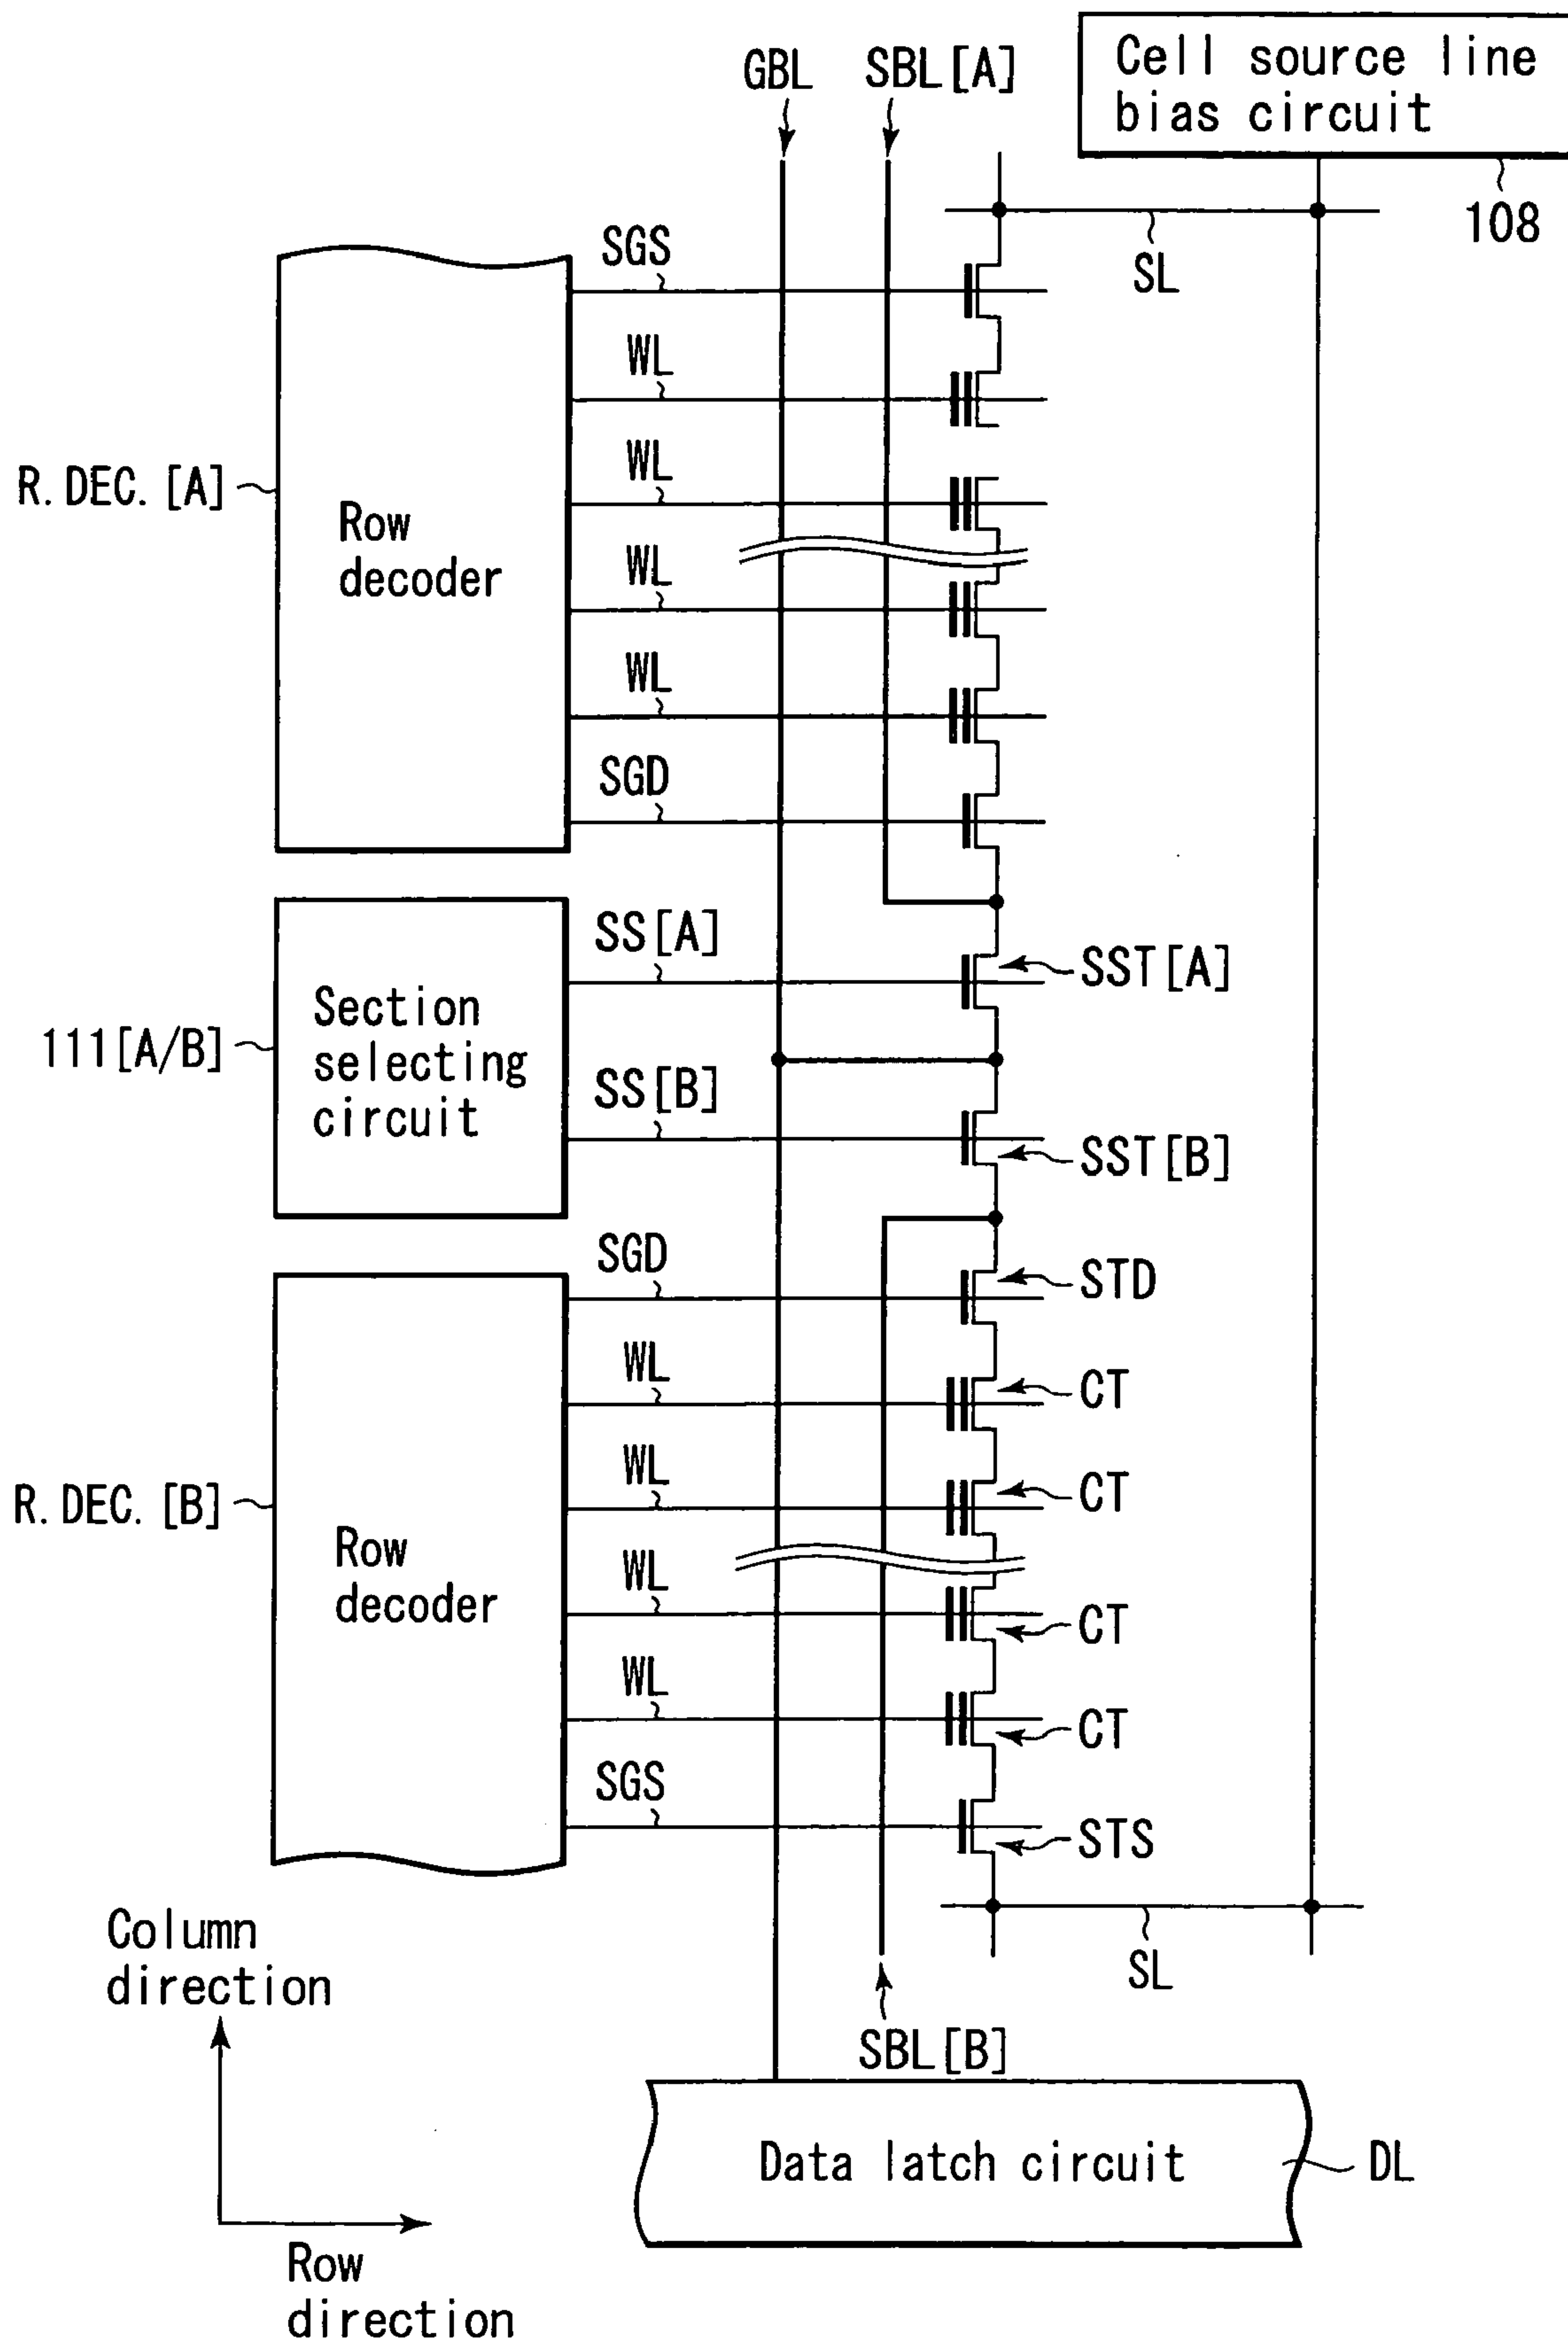 Cell source line
bias circuit
GBL
SBL[A]
108
SL
SGS
WL
WL
R. DEC. [A]
Row
decoder
WL
WL
SGD
SS[A]
SST[A]
111[A/B]
Section
selecting
circuit
SS[B]
SST[B]
SGD
STD
WL
CT
WL
CT
R. DEC. [B]
Row
decoder
WL
CT
WL
CT
SGS
STS
Column
direction
SL
SBL[B]
Data latch circuit
DL
Row
direction